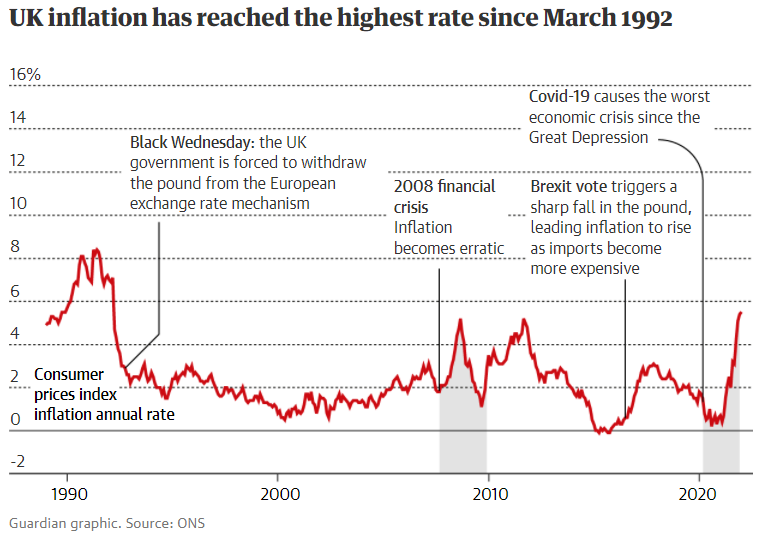 UK inflation has reached the highest rate since March 1992
16%
14
12
10
8
6
4
2
0
-2
Covid-19 causes the worst
economic crisis since the
Great Depression
Black Wednesday: the UK
government is forced to withdraw
the pound from the European
exchange rate mechanism
2008 financial
crisis
Inflation
becomes erratic
Brexit vote triggers a
sharp fall in the pound,
leading inflation to rise
as imports become
more expensive
Consumer
prices index
inflation annual rate
1990
2000
2010
2020
Guardian graphic. Source: ONS